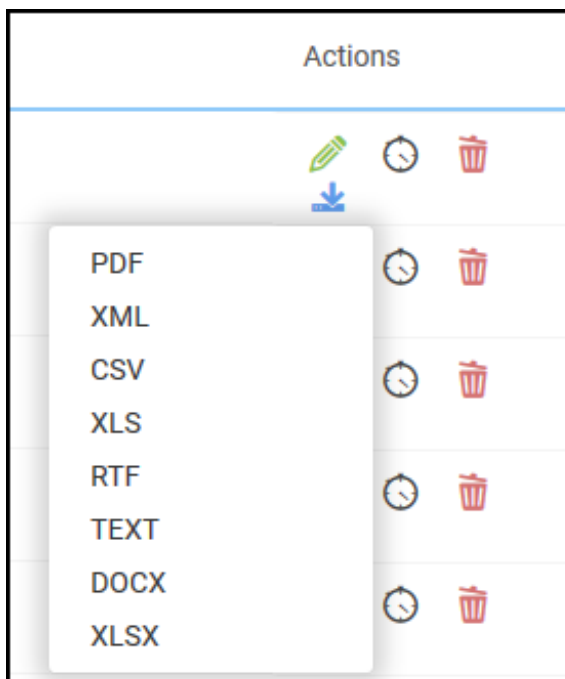 Actions
PDF
XML
CSV
XLS
RTF
TEXT
DOCX
XLSX